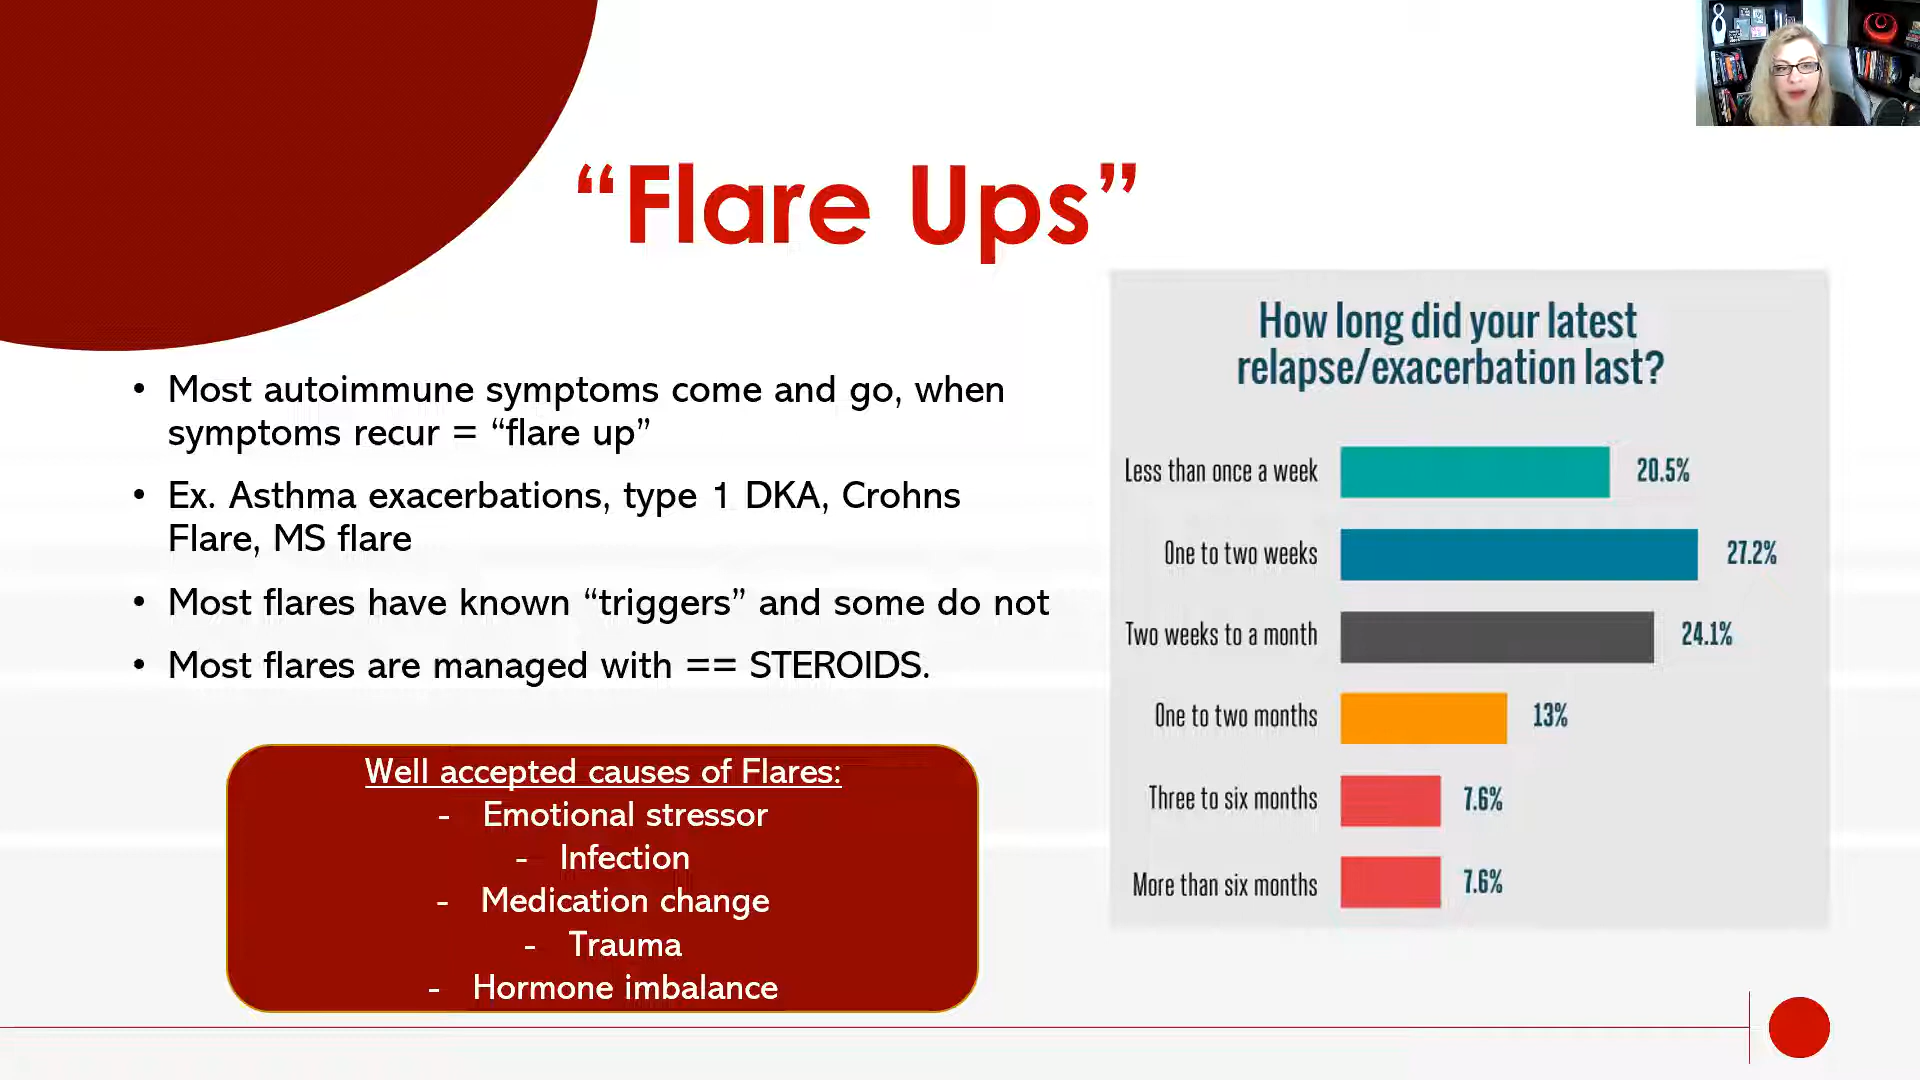 “Flare Ups”
• Most autoimmune symptoms come and go, when
symptoms recur = “flare up”
• Ex. Asthma exacerbations, type 1 DKA, Crohns
Flare, MS flare
• Most flares have known “triggers” and some do not
• Most flares are managed with == STEROIDS.
Well accepted causes of Flares:
- Emotional stressor
- Infection
- Medication change
- Trauma
- Hormone imbalance
How long did your latest
relapse/exacerbation last?
Less than once a week 20.5%
One to two weeks 27.2%
Two weeks to a month 24.1%
One to two months 13%
Three to six months 7.6%
More than six months 7.6%